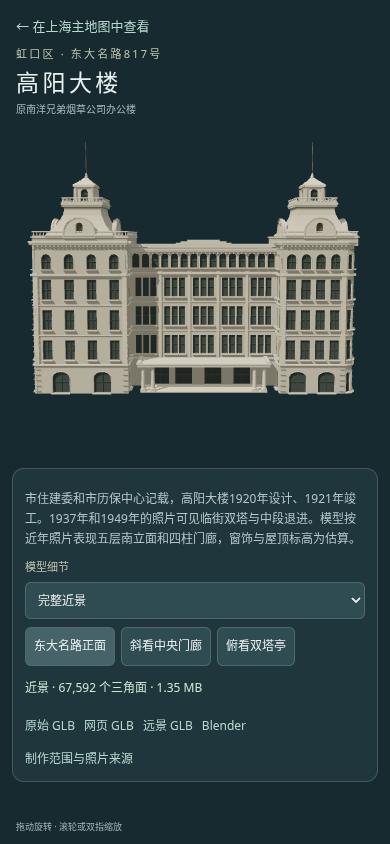 ← 在上海主地图中查看
虹口区 · 东大名路817号
高阳大楼
原南洋兄弟烟草公司办公楼
市住建委和市历保中心记载，高阳大楼1920年设计、1921年竣
工。1937年和1949年的照片可见临街双塔与中段退进。模型按
近年照片表现五层南立面和四柱门廊，窗饰与屋顶标高为估算。
模型细节
完整近景
东大名路正面 斜看中央门廊 俯看双塔亭
近景 · 67,592 个三角面 · 1.35 MB
原始 GLB 网页 GLB 远景 GLB Blender
制作范围与照片来源
拖动旋转 · 滚轮或双指缩放